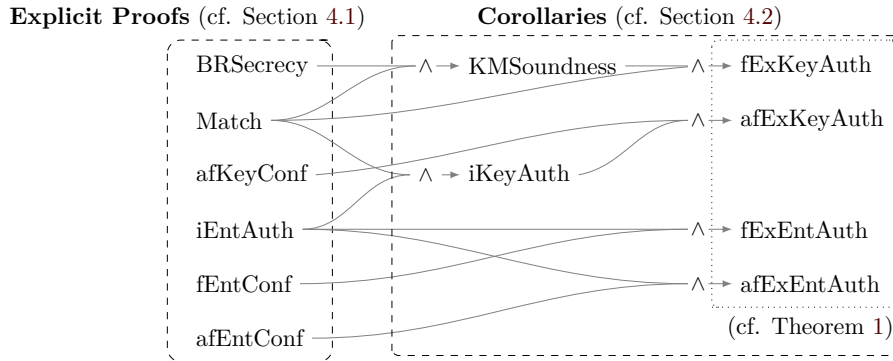 Explicit Proofs (cf. Section 4.1) Corollaries (cf. Section 4.2)
BRSecrecy ∧ KMSoundness ∧ fExKeyAuth
Match ∧ afExKeyAuth
afKeyConf ∧ iKeyAuth
iEntAuth ∧ fExEntAuth
fEntConf ∧ afExEntAuth
(cf. Theorem 1)
afEntConf